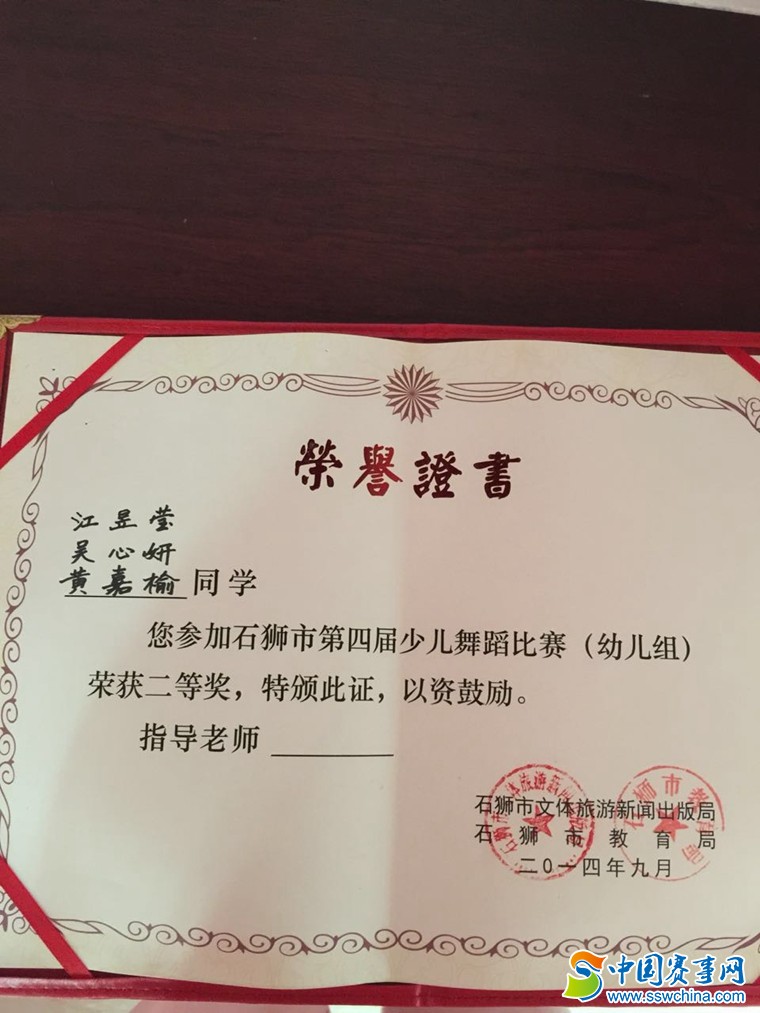 榮譽證書
江昱莹
吴心妍
黄嘉榆 同学
您参加石狮市第四届少儿舞蹈比赛（幼儿组）
荣获二等奖，特颁此证，以资鼓励。
指导老师
石狮市文体旅游新闻出版局
石狮市教育局
二〇一四年九月
中国赛事网
www.sswchina.com